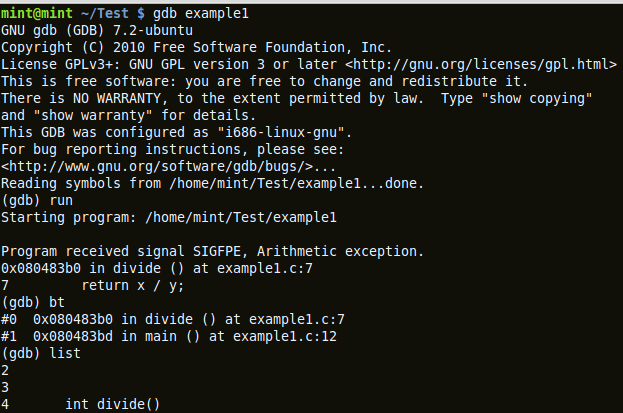 mint@mint ~/Test $ gdb example1
GNU gdb (GDB) 7.2-ubuntu
Copyright (C) 2010 Free Software Foundation, Inc.
License GPLv3+: GNU GPL version 3 or later <http://gnu.org/licenses/gpl.html>
This is free software: you are free to change and redistribute it.
There is NO WARRANTY, to the extent permitted by law.  Type "show copying"
and "show warranty" for details.
This GDB was configured as "i686-linux-gnu".
For bug reporting instructions, please see:
<http://www.gnu.org/software/gdb/bugs/>...
Reading symbols from /home/mint/Test/example1...done.
(gdb) run
Starting program: /home/mint/Test/example1
Program received signal SIGFPE, Arithmetic exception.
0x080483b0 in divide () at example1.c:7
7         return x / y;
(gdb) bt
#0  0x080483b0 in divide () at example1.c:7
#1  0x080483bd in main () at example1.c:12
(gdb) list
2
3
4       int divide()